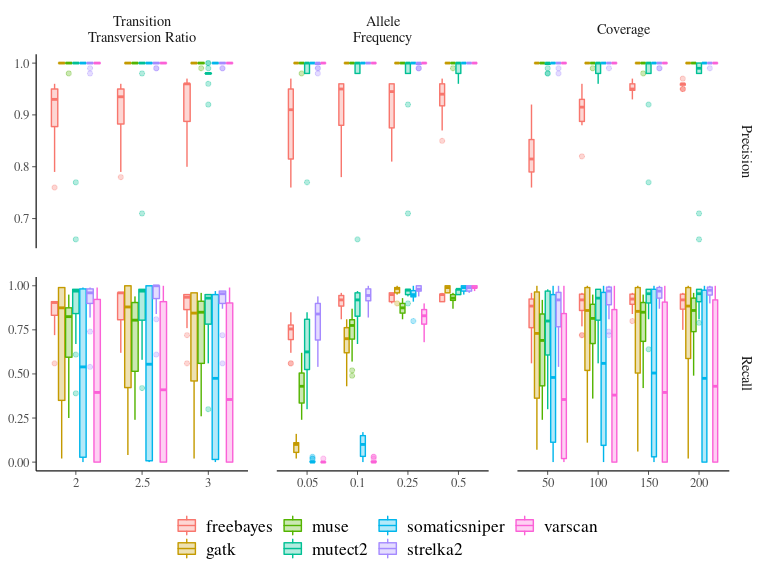 Transition
Transversion Ratio
Allele
Frequency
Coverage
1.0
0.9
0.8
0.7
Precision
1.00
0.75
0.50
0.25
0.00
Recall
2 2.5 3
0.05 0.1 0.25 0.5
50 100 150 200
freebayes muse somaticsniper varscan
gatk mutect2 strelka2